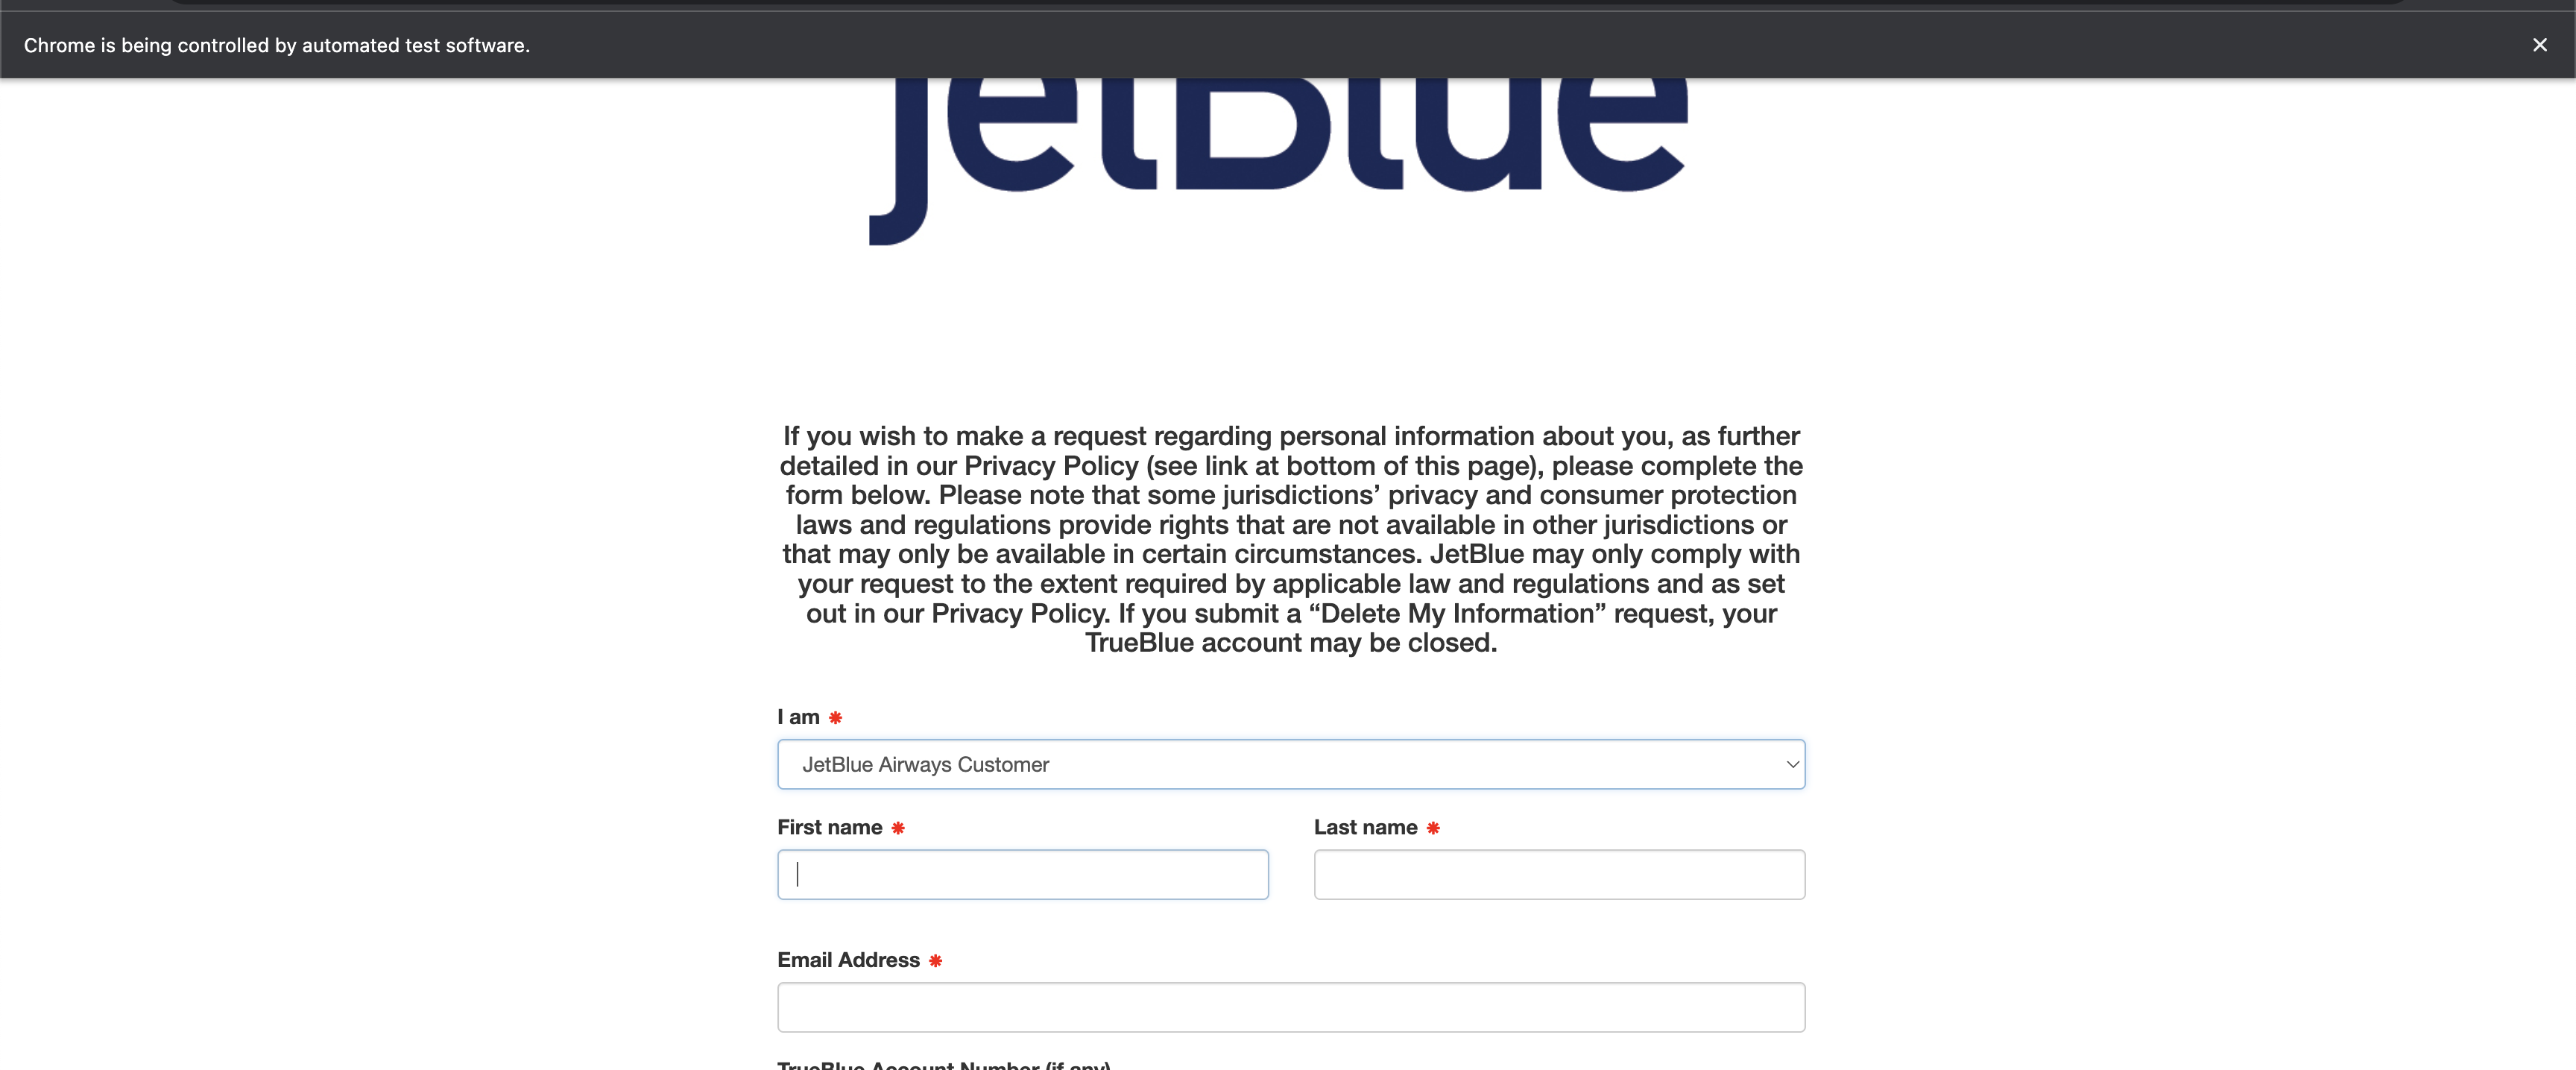 Chrome is being controlled by automated test software.
jetBlue
If you wish to make a request regarding personal information about you, as further
detailed in our Privacy Policy (see link at bottom of this page), please complete the
form below. Please note that some jurisdictions’ privacy and consumer protection
laws and regulations provide rights that are not available in other jurisdictions or
that may only be available in certain circumstances. JetBlue may only comply with
your request to the extent required by applicable law and regulations and as set
out in our Privacy Policy. If you submit a “Delete My Information” request, your
TrueBlue account may be closed.
I am *
JetBlue Airways Customer
First name * Last name *
Email Address *
TrueBlue Account Number (if any)